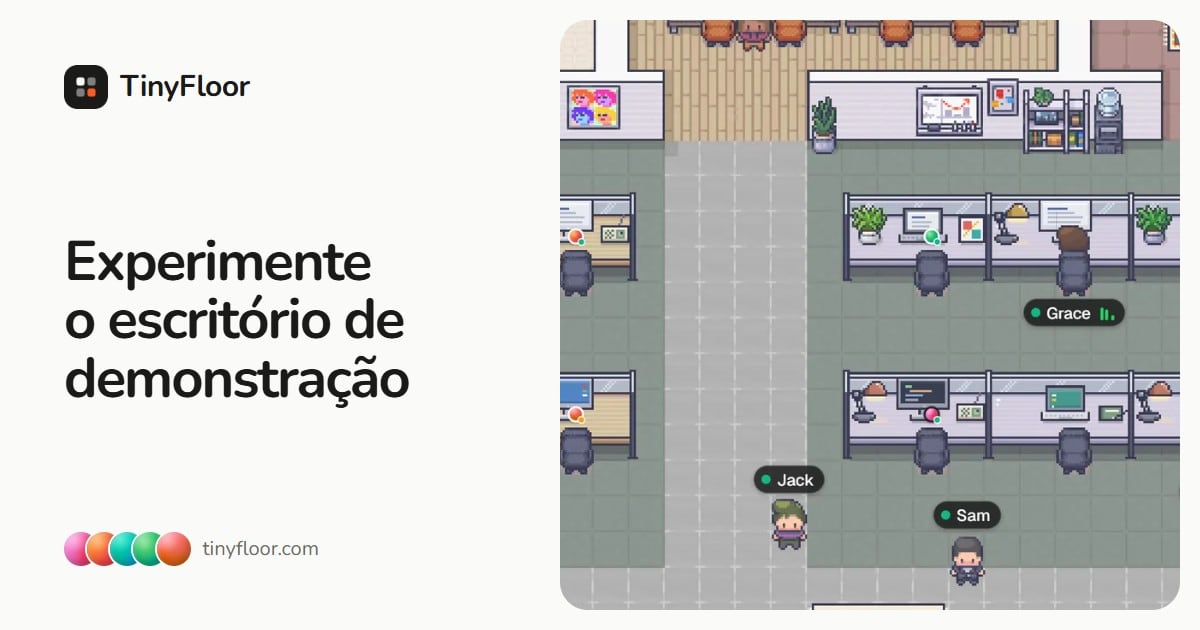 TinyFloor
Experimente
o escritório de
demonstração
tinyfloor.com
Grace
Jack
Sam